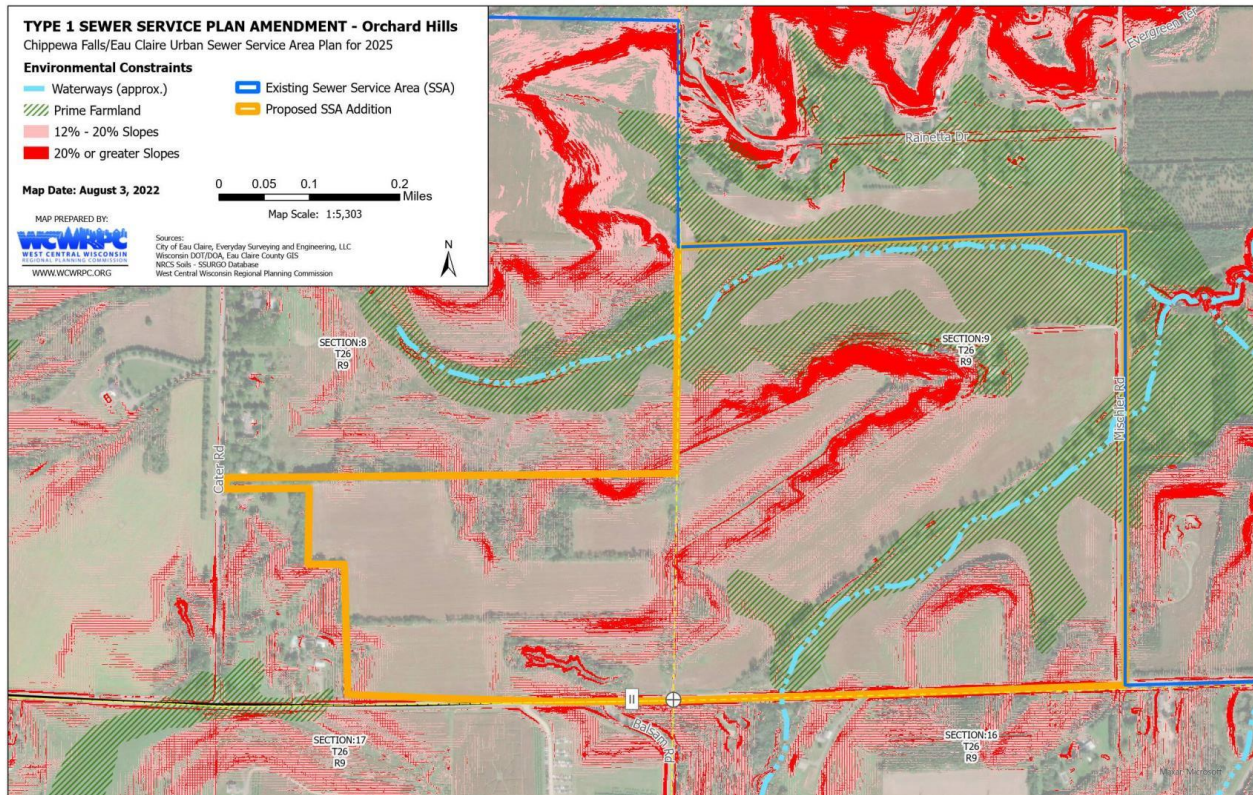 TYPE 1 SEWER SERVICE PLAN AMENDMENT - Orchard Hills
Chippewa Falls/Eau Claire Urban Sewer Service Area Plan for 2025
Environmental Constraints
Waterways (approx.)
Prime Farmland
12% - 20% Slopes
20% or greater Slopes
Existing Sewer Service Area (SSA)
Proposed SSA Addition
Map Date: August 3, 2022
0 0.05 0.1 0.2
Miles
Map Scale: 1:5,303
MAP PREPARED BY:
WCWRPC
WEST CENTRAL WISCONSIN
REGIONAL PLANNING COMMISSION
WWW.WCWRPC.ORG
Sources:
City of Eau Claire, Everyday Surveying and Engineering, LLC
Wisconsin DOT/DOA, Eau Claire County GIS
NRCS Soils - SSURGO Database
West Central Wisconsin Regional Planning Commission
N
Evergreen Ter
Rainetta Dr
SECTION:8
T26
R9
SECTION:9
T26
R9
Cater Rd
Mischler Rd
II
Balsam Pl
SECTION:17
T26
R9
SECTION:16
T26
R9
Maxar, Microsoft